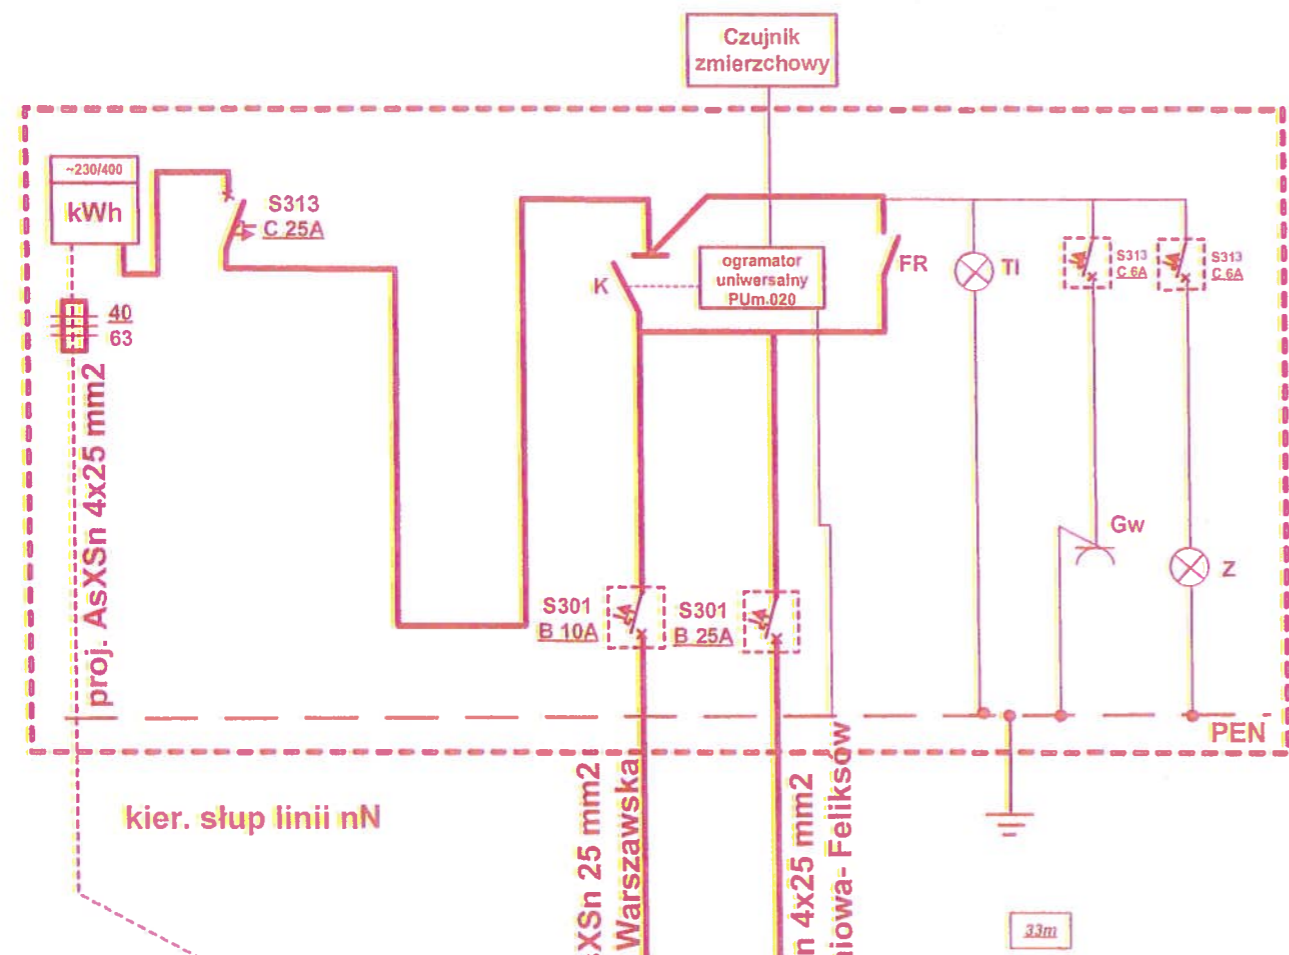 Czujnik
zmierzchowy
~230/400
kWh
S313
C 25A
40
63
proj. AsXSn 4x25 mm2
K
ogramator
uniwersalny
PUm.020
FR
TI
S313
C 6A
S313
C 6A
Gw
Z
S301
B 10A
S301
B 25A
PEN
kier. słup linii nN
XSn 25 mm2
Warszawska
n 4x25 mm2
niowa- Feliksów
33m